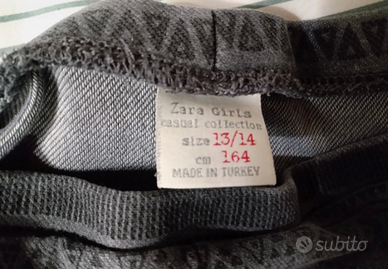 Zara Girls
casual collection
size 13/14
cm 164
MADE IN TURKEY
subito